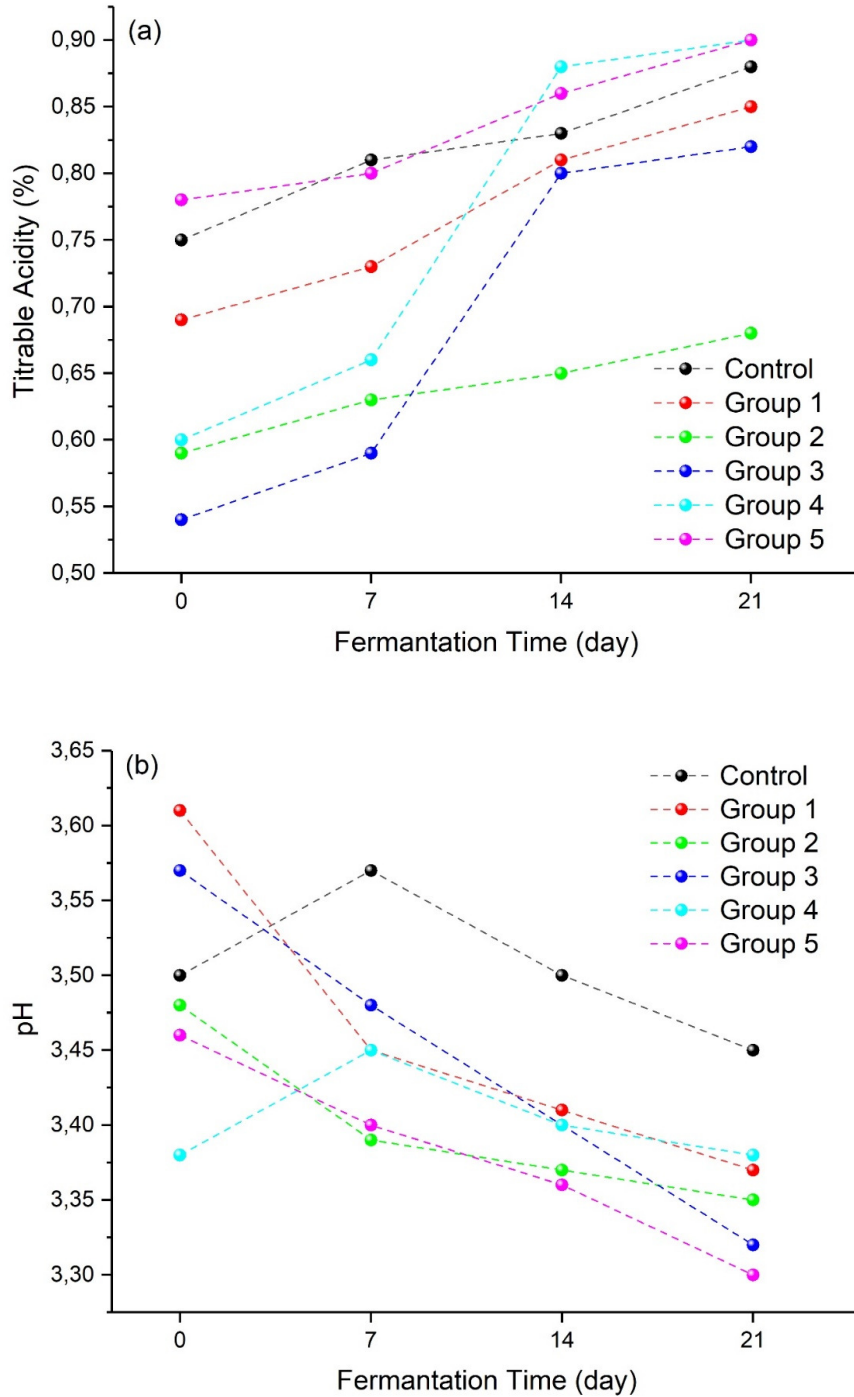 (a)
Titrable Acidity (%)
0,90
0,85
0,80
0,75
0,70
0,65
0,60
0,55
0,50
0 7 14 21
Fermantation Time (day)
Control
Group 1
Group 2
Group 3
Group 4
Group 5
(b)
pH
3,65
3,60
3,55
3,50
3,45
3,40
3,35
3,30
0 7 14 21
Fermantation Time (day)
Control
Group 1
Group 2
Group 3
Group 4
Group 5